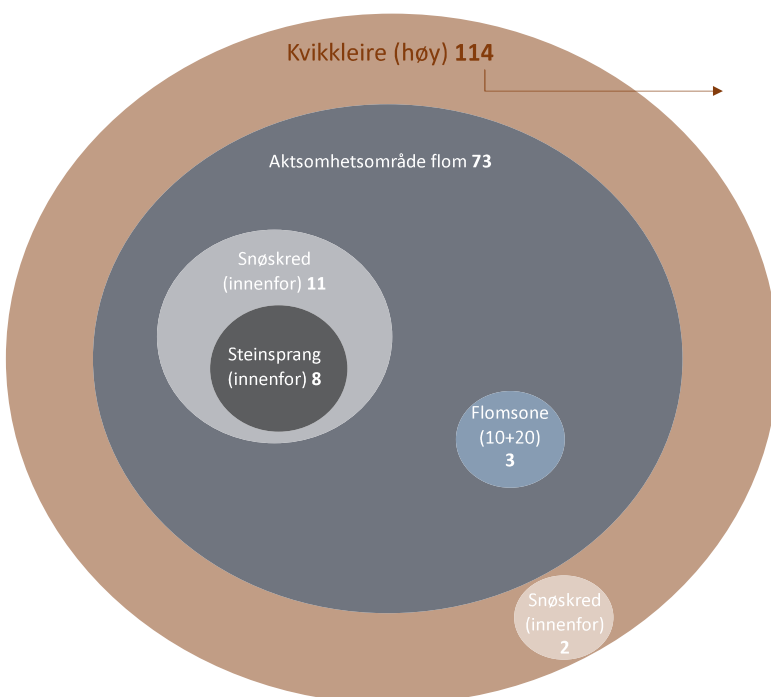 Kvikkleire (høy) 114
Aktsomhetsområde flom 73
Snøskred
(innenfor) 11
Steinsprang
(innenfor) 8
Flomsone
(10+20)
3
Snøskred
(innenfor)
2